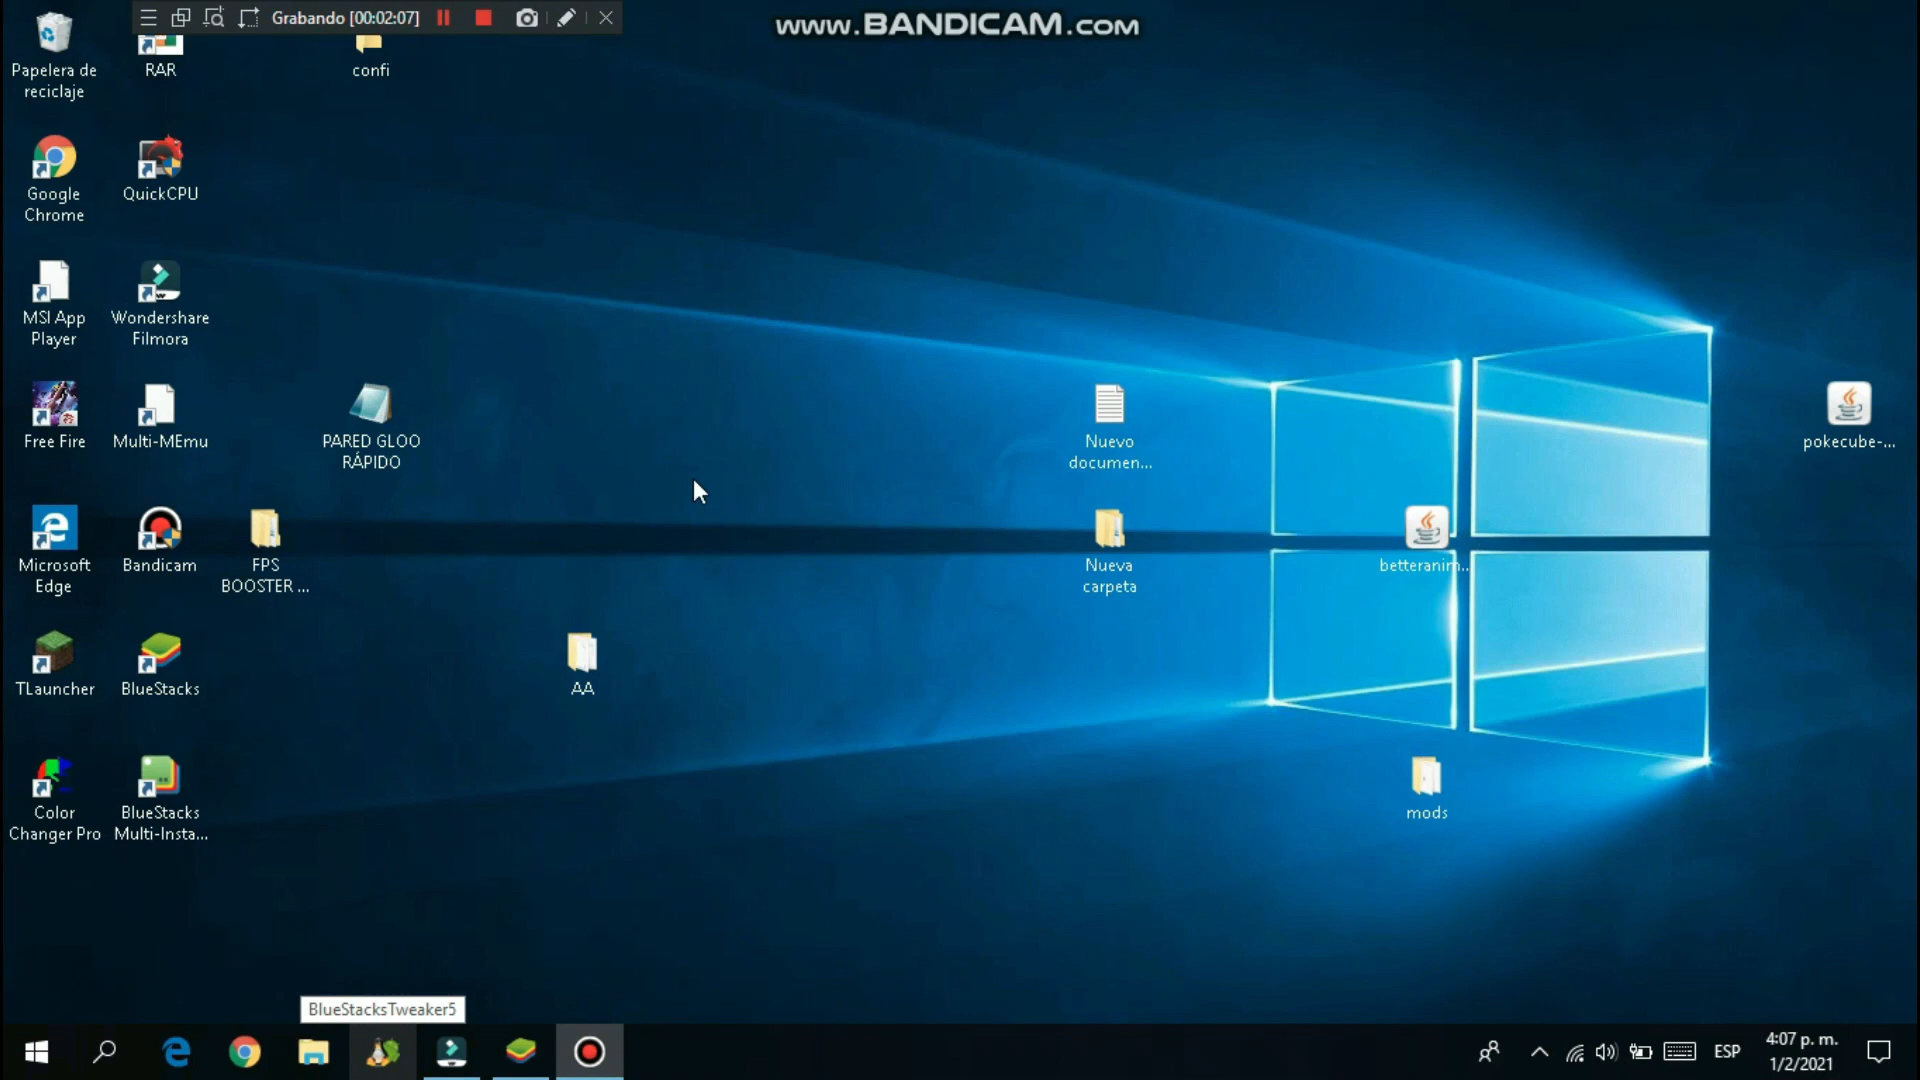 Grabando [00:02:07]
www.BANDICAM.com
Papelera de
reciclaje
RAR
confi
Google
Chrome
QuickCPU
MSI App
Player
Wondershare
Filmora
Free Fire
Multi-MEmu
PARED GLOO
RÁPIDO
Nuevo
documen...
pokecube-...
Microsoft
Edge
Bandicam
FPS
BOOSTER ...
Nueva
carpeta
betteranim...
TLauncher
BlueStacks
AA
Color
Changer Pro
BlueStacks
Multi-Insta...
mods
BlueStacksTweaker5
ESP
4:07 p. m.
1/2/2021